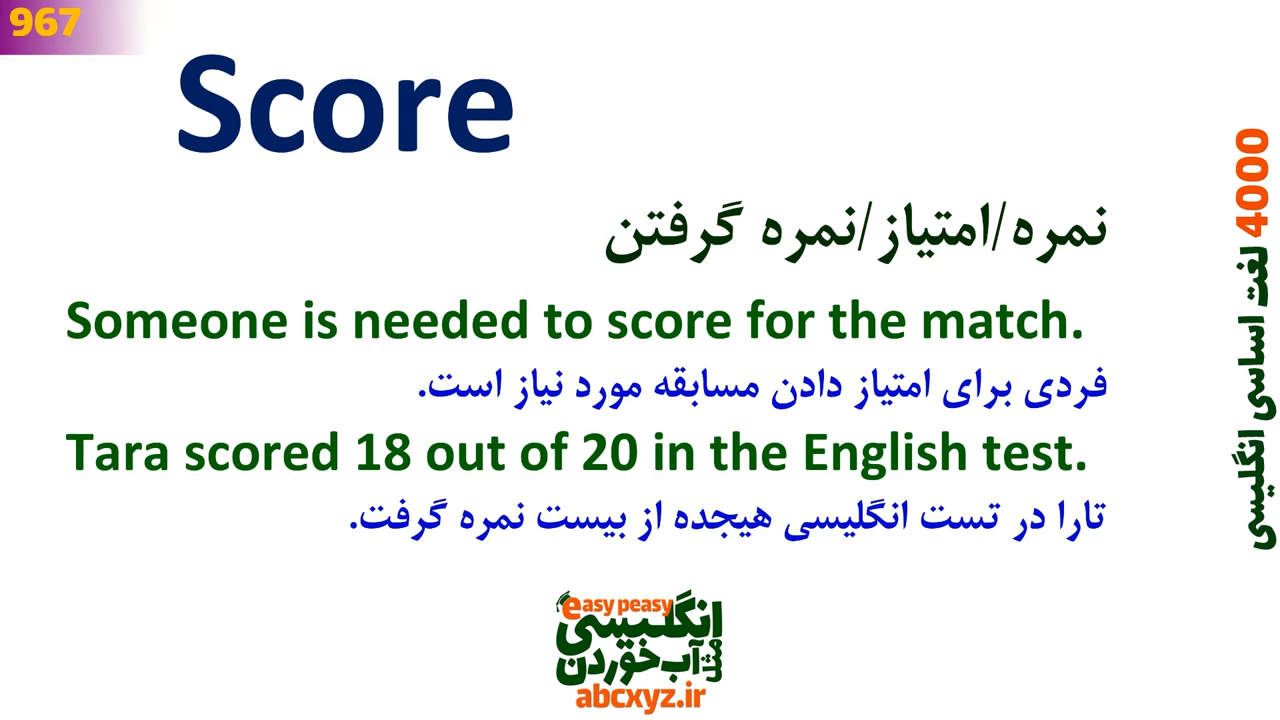 967
Score
نمره/امتیاز/نمره گرفتن
Someone is needed to score for the match.
فردی برای امتیاز دادن مسابقه مورد نیاز است.
Tara scored 18 out of 20 in the English test.
تارا در تست انگلیسی هیجده از بیست نمره گرفت.
4000 لغت اساسی انگلیسی
easy peasy
انگلیسی
مثل آب خوردن
abcxyz.ir